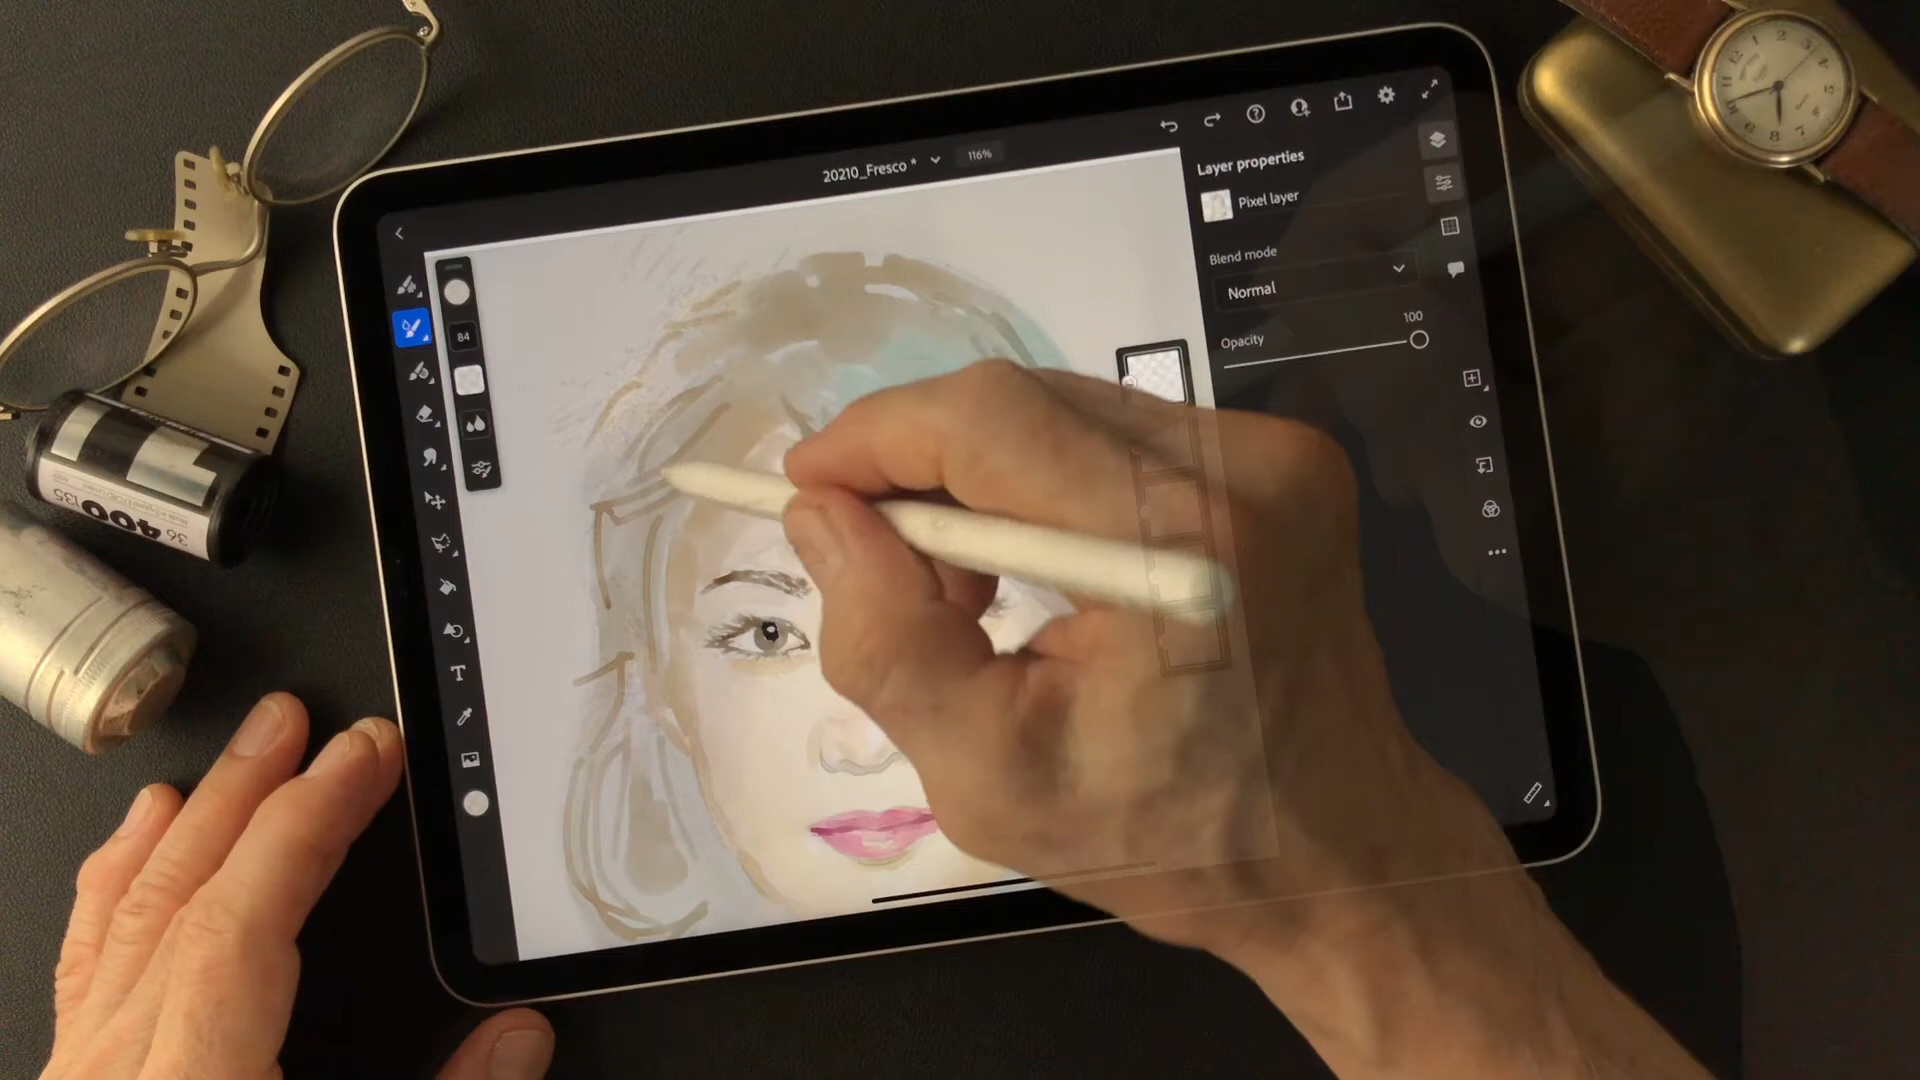 20210_Fresco *
116%
Layer properties
Pixel layer
Blend mode
Normal
Opacity
100
84
T
400
135
36